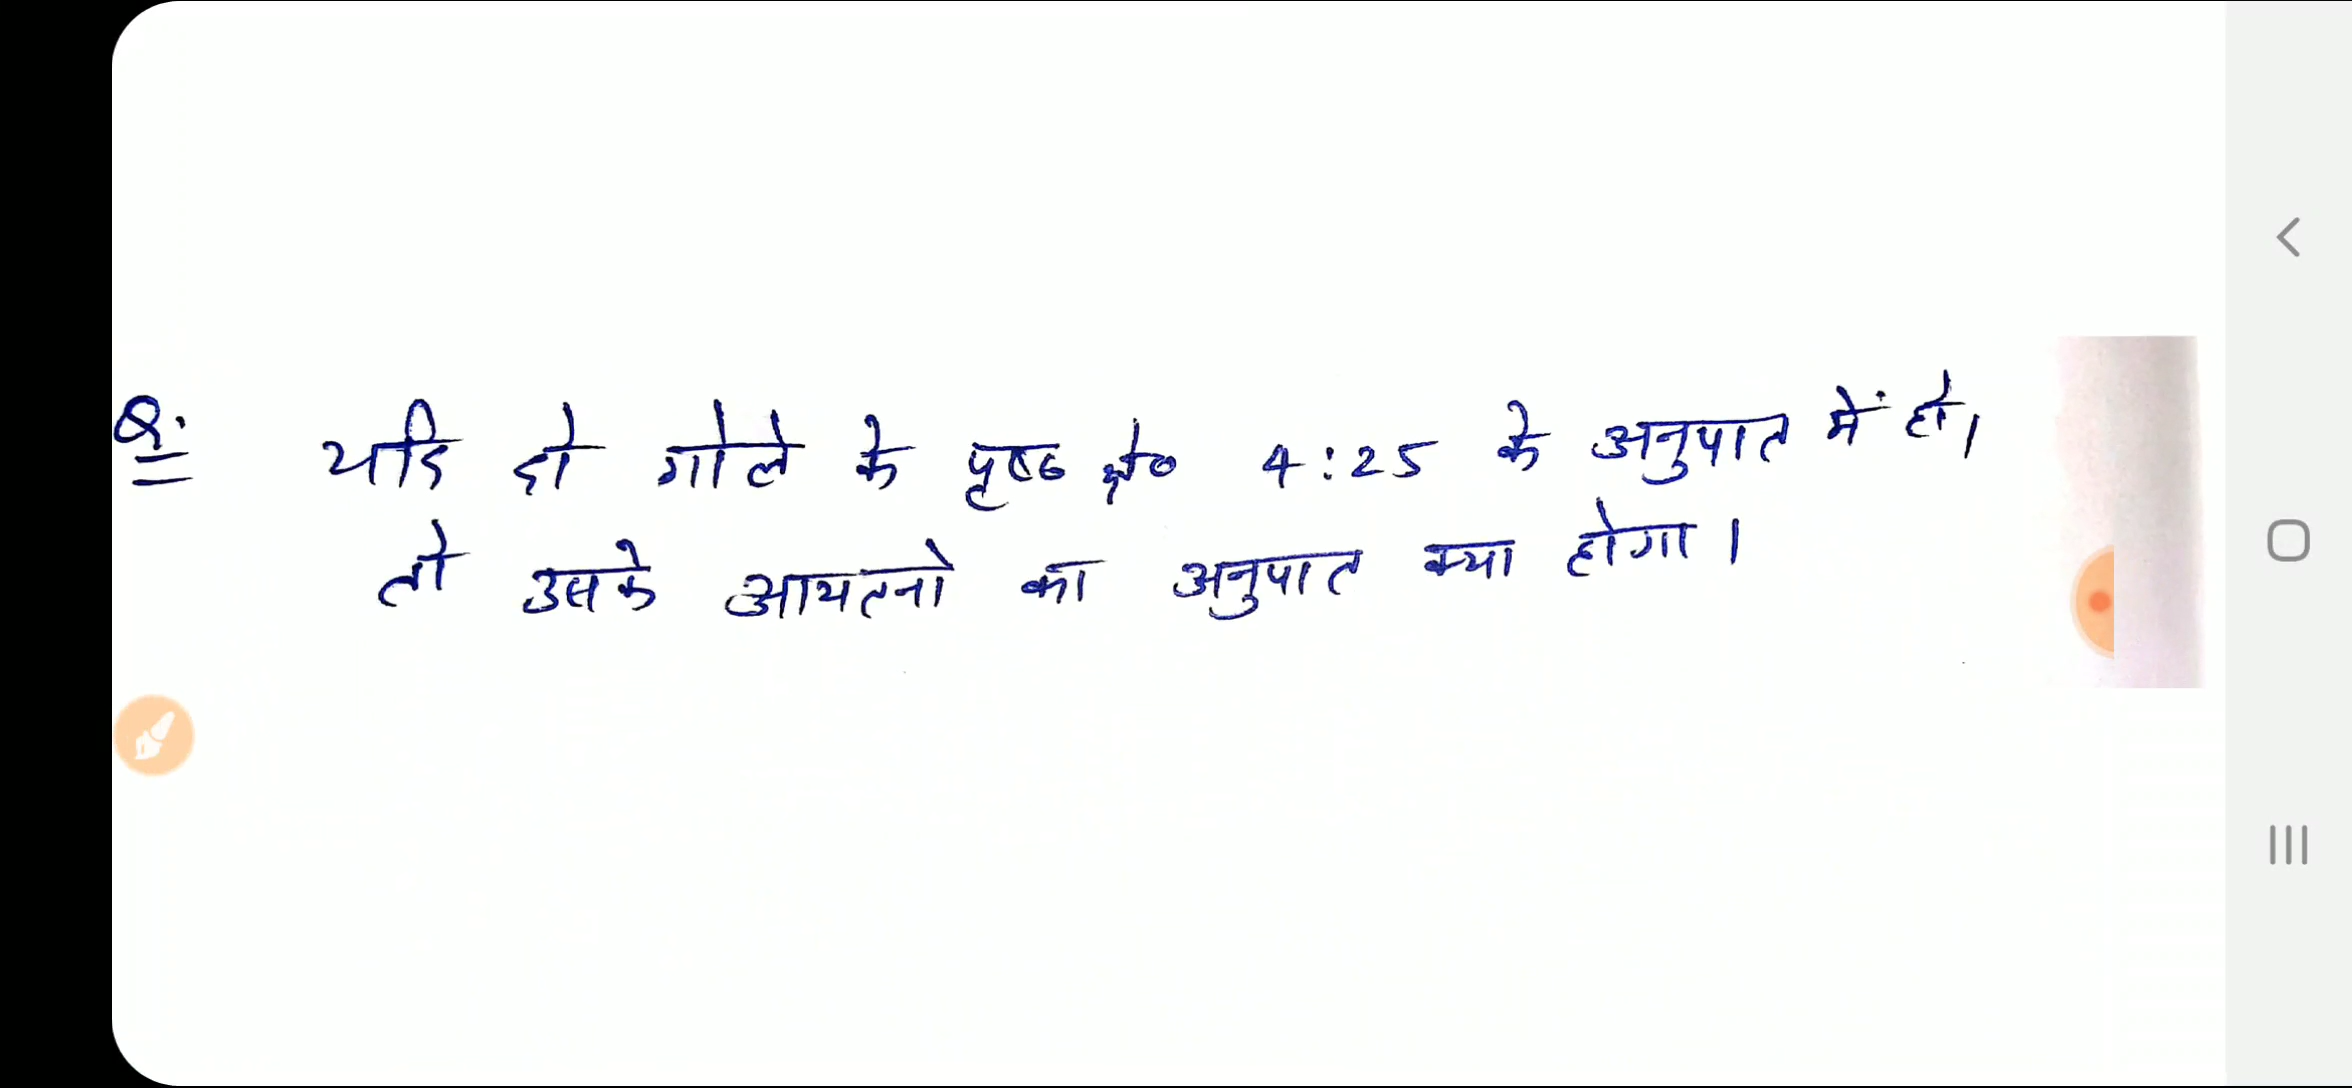 Q. यदि दो गोले के पृष्ठ क्षे० 4:25 के अनुपात में हो।
तो उसके आयतनो का अनुपात क्या होगा।